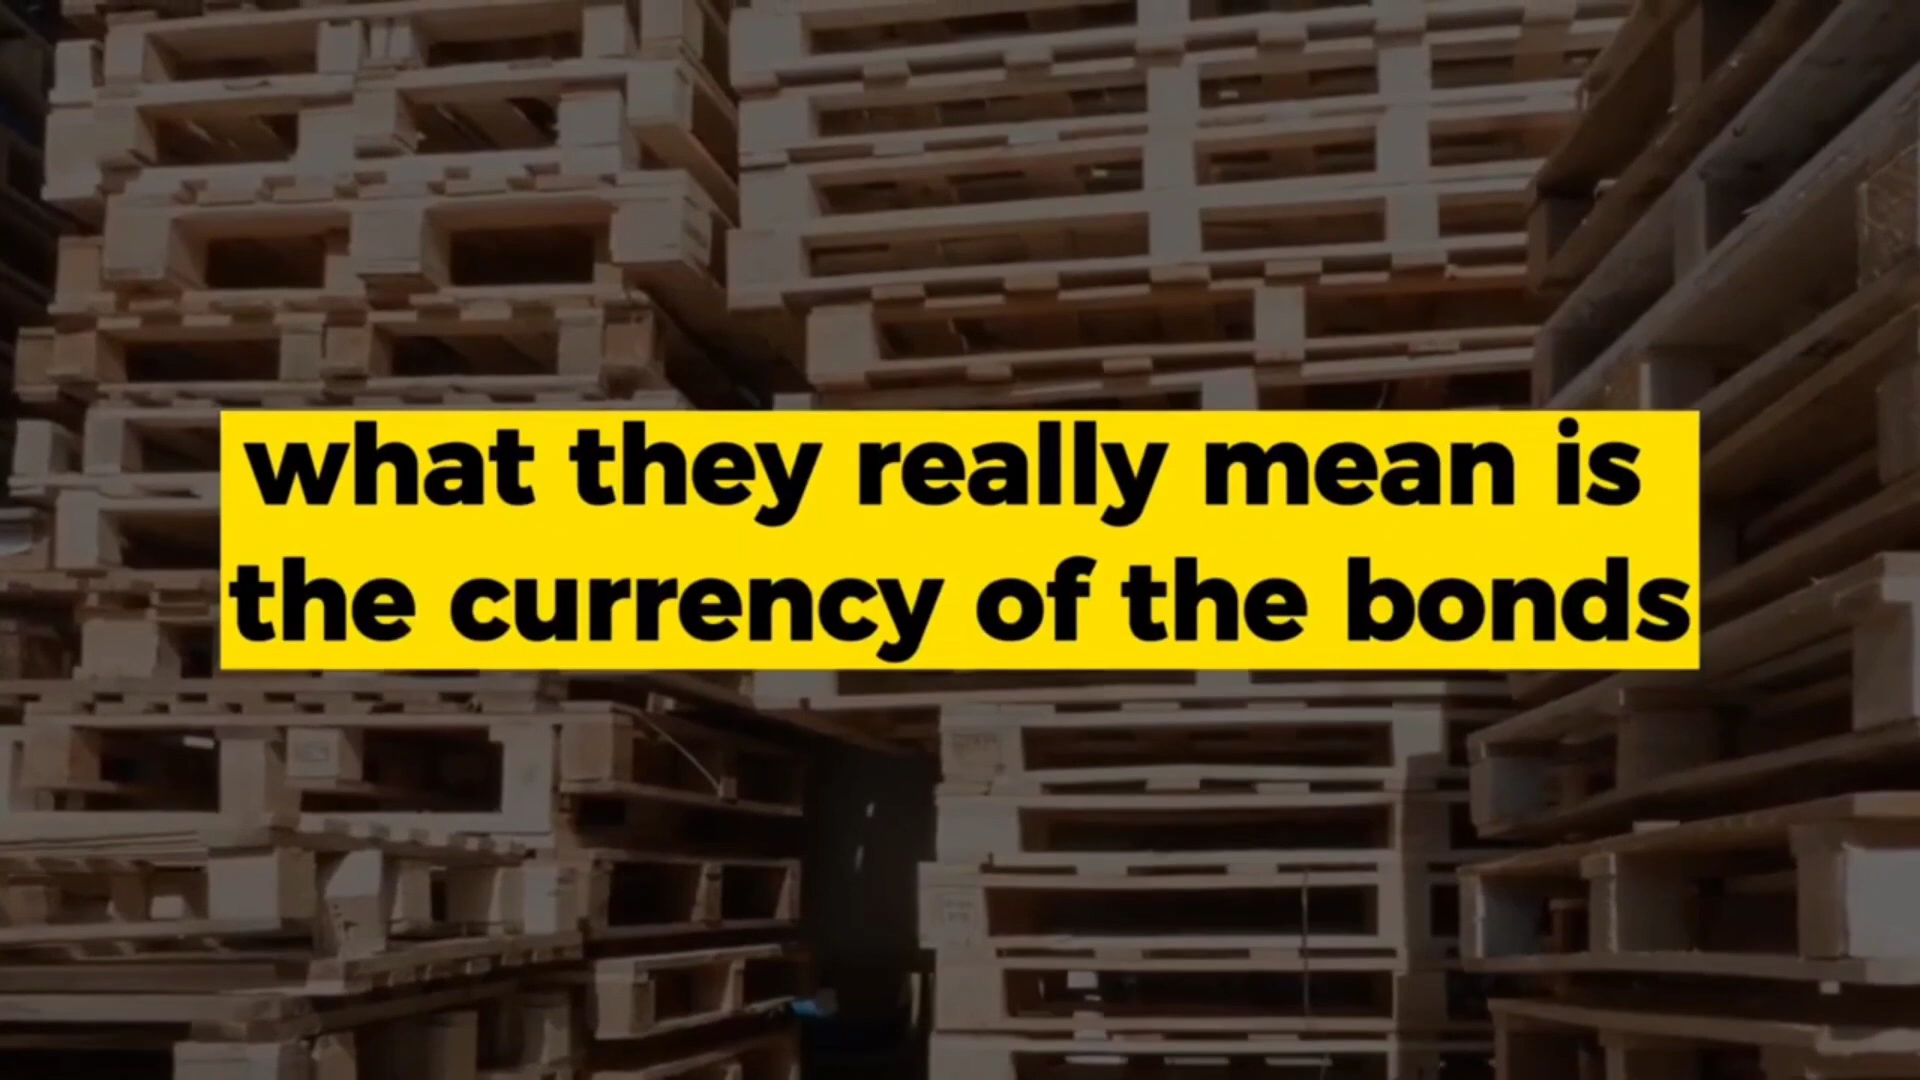 what they really mean is
the currency of the bonds